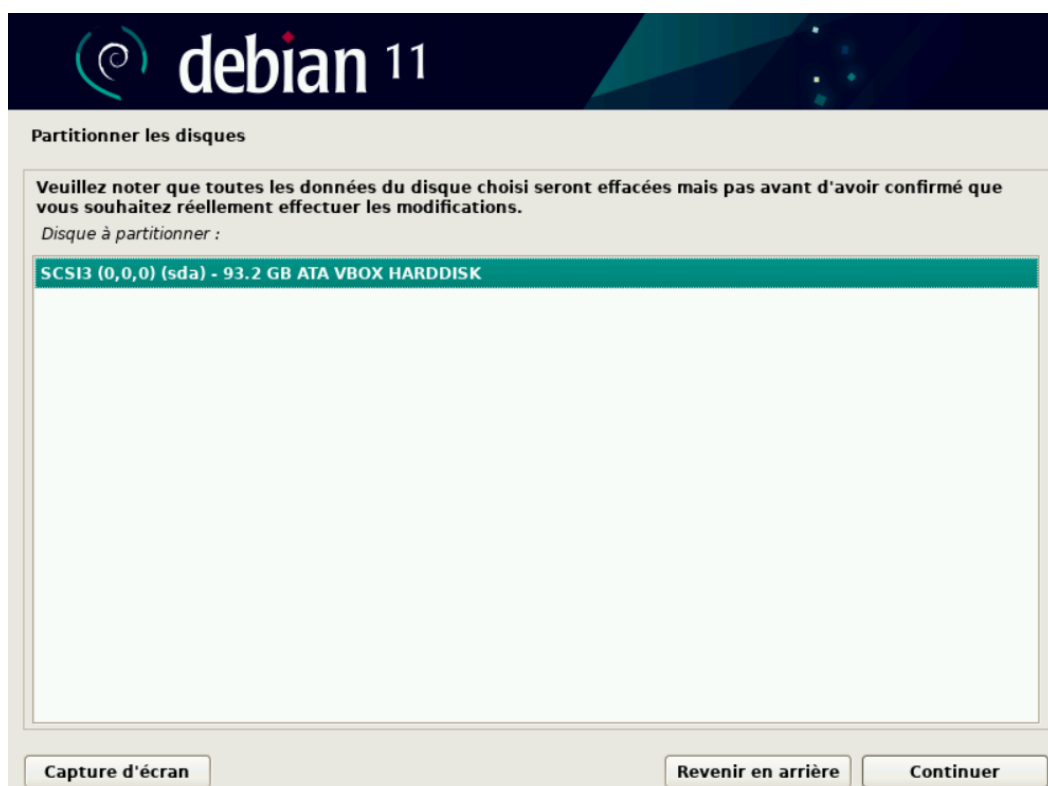 debian 11
Partitionner les disques
Veuillez noter que toutes les données du disque choisi seront effacées mais pas avant d'avoir confirmé que
vous souhaitez réellement effectuer les modifications.
Disque à partitionner :
SCSI3 (0,0,0) (sda) - 93.2 GB ATA VBOX HARDDISK
Capture d'écran
Revenir en arrière
Continuer